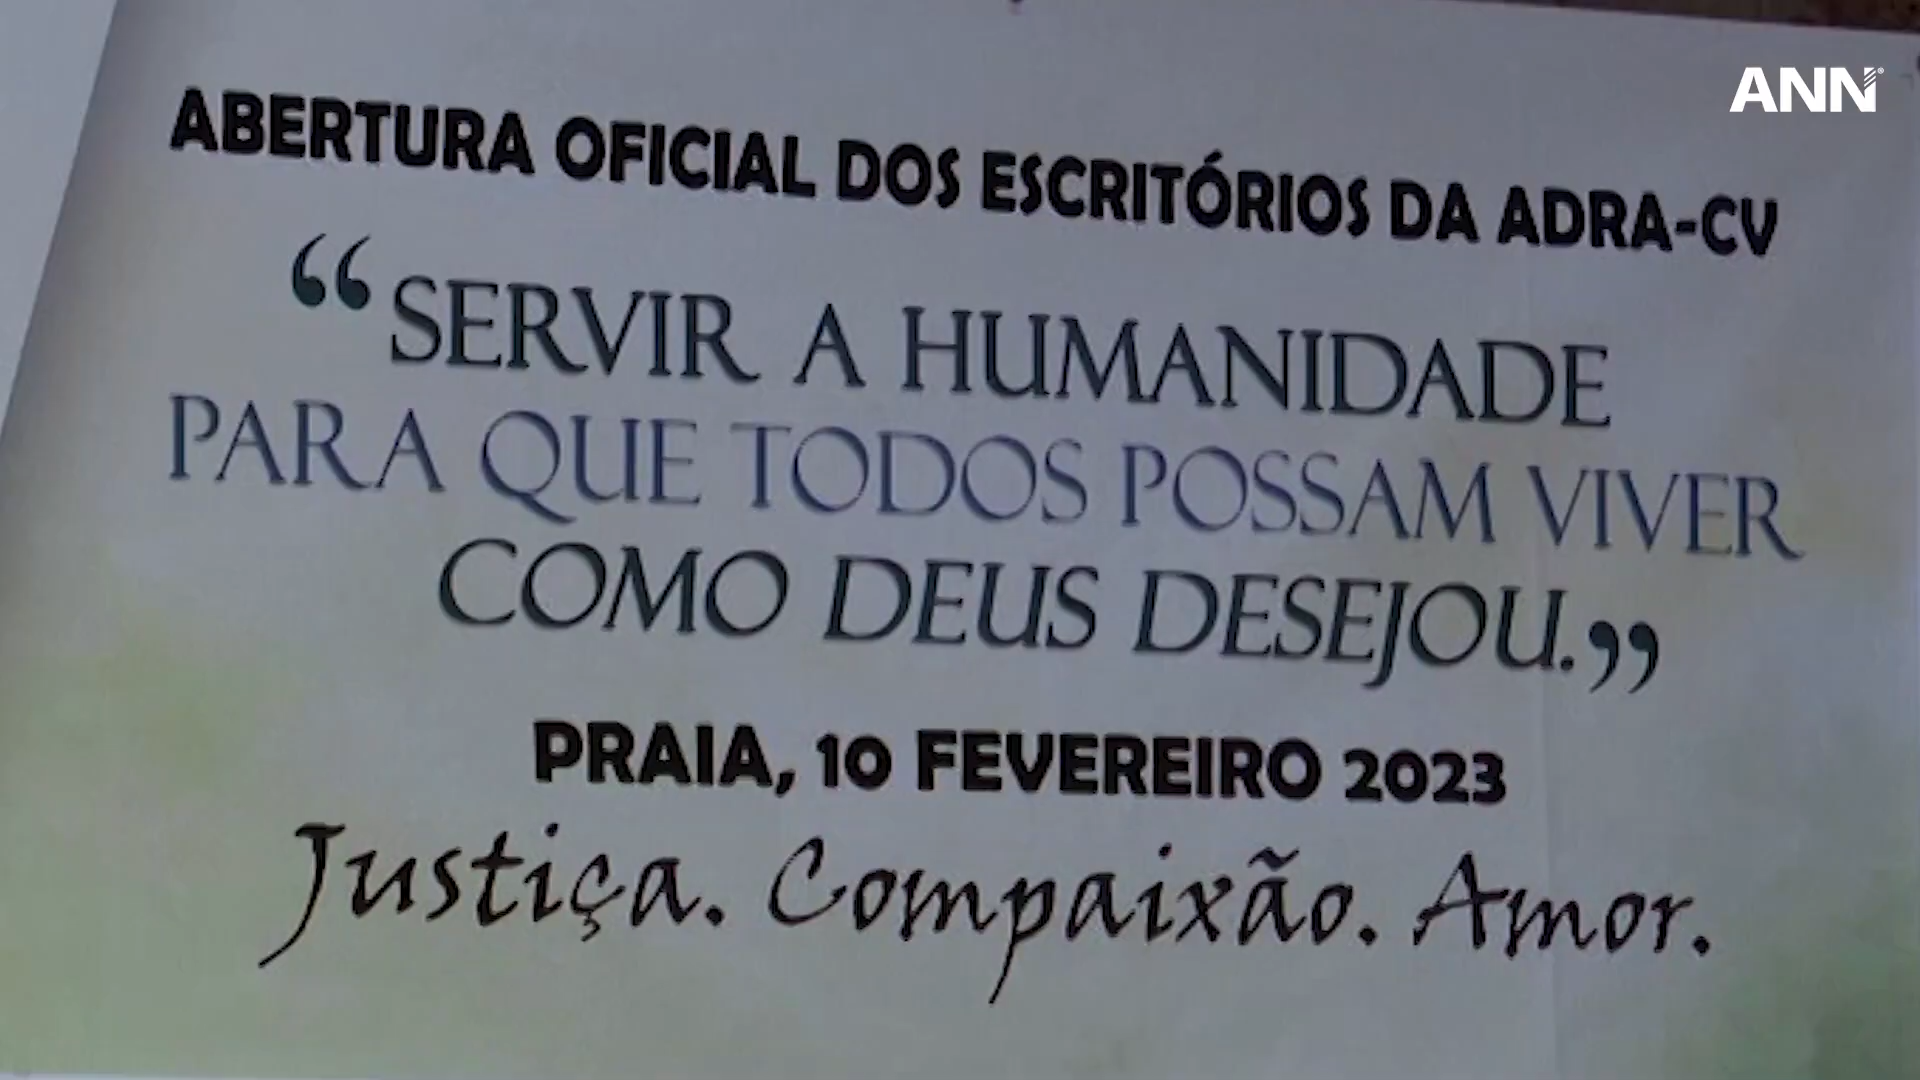 ANN
ABERTURA OFICIAL DOS ESCRITÓRIOS DA ADRA-CV
“SERVIR A HUMANIDADE
PARA QUE TODOS POSSAM VIVER
COMO DEUS DESEJOU.”
PRAIA, 10 FEVEREIRO 2023
Justiça. Compaixão. Amor.